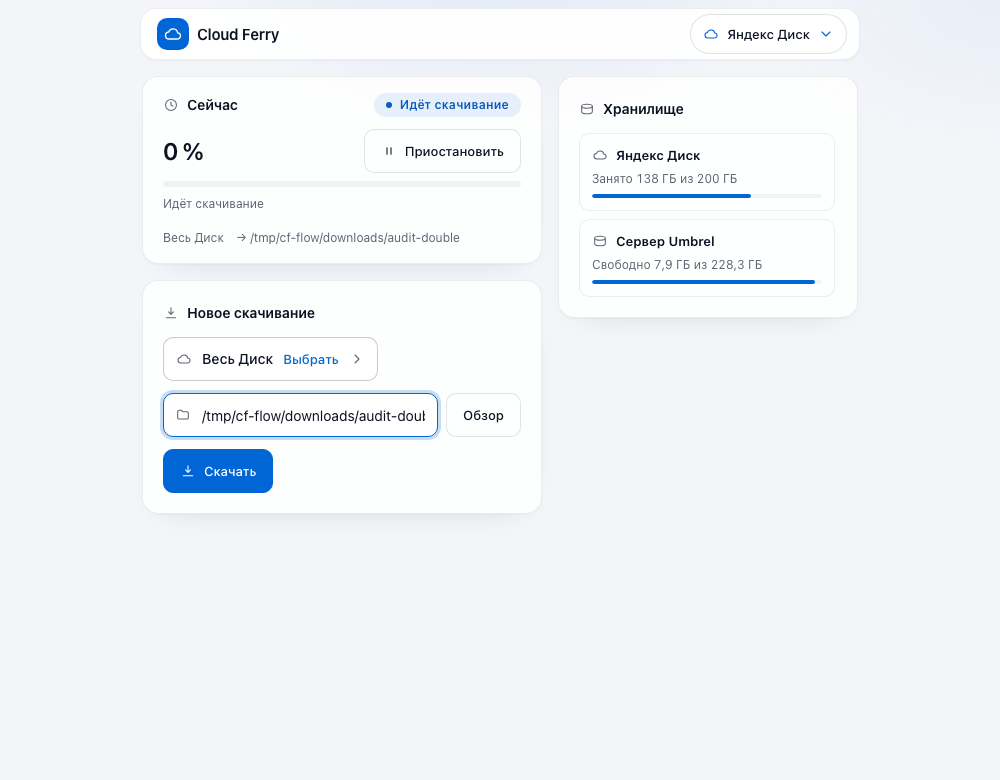 Cloud Ferry
Яндекс Диск
Сейчас
Идёт скачивание
0 %
Приостановить
Идёт скачивание
Весь Диск → /tmp/cf-flow/downloads/audit-double
Новое скачивание
Весь Диск Выбрать
/tmp/cf-flow/downloads/audit-doub
Обзор
Скачать
Хранилище
Яндекс Диск
Занято 138 ГБ из 200 ГБ
Сервер Umbrel
Свободно 7,9 ГБ из 228,3 ГБ